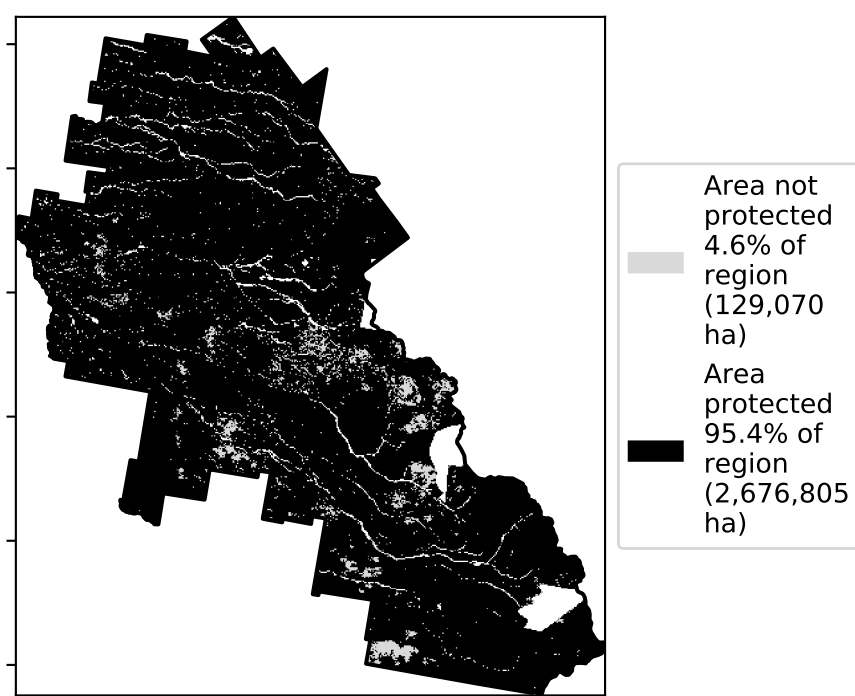 Area not
protected
4.6% of
region
(129,070
ha)
Area
protected
95.4% of
region
(2,676,805
ha)